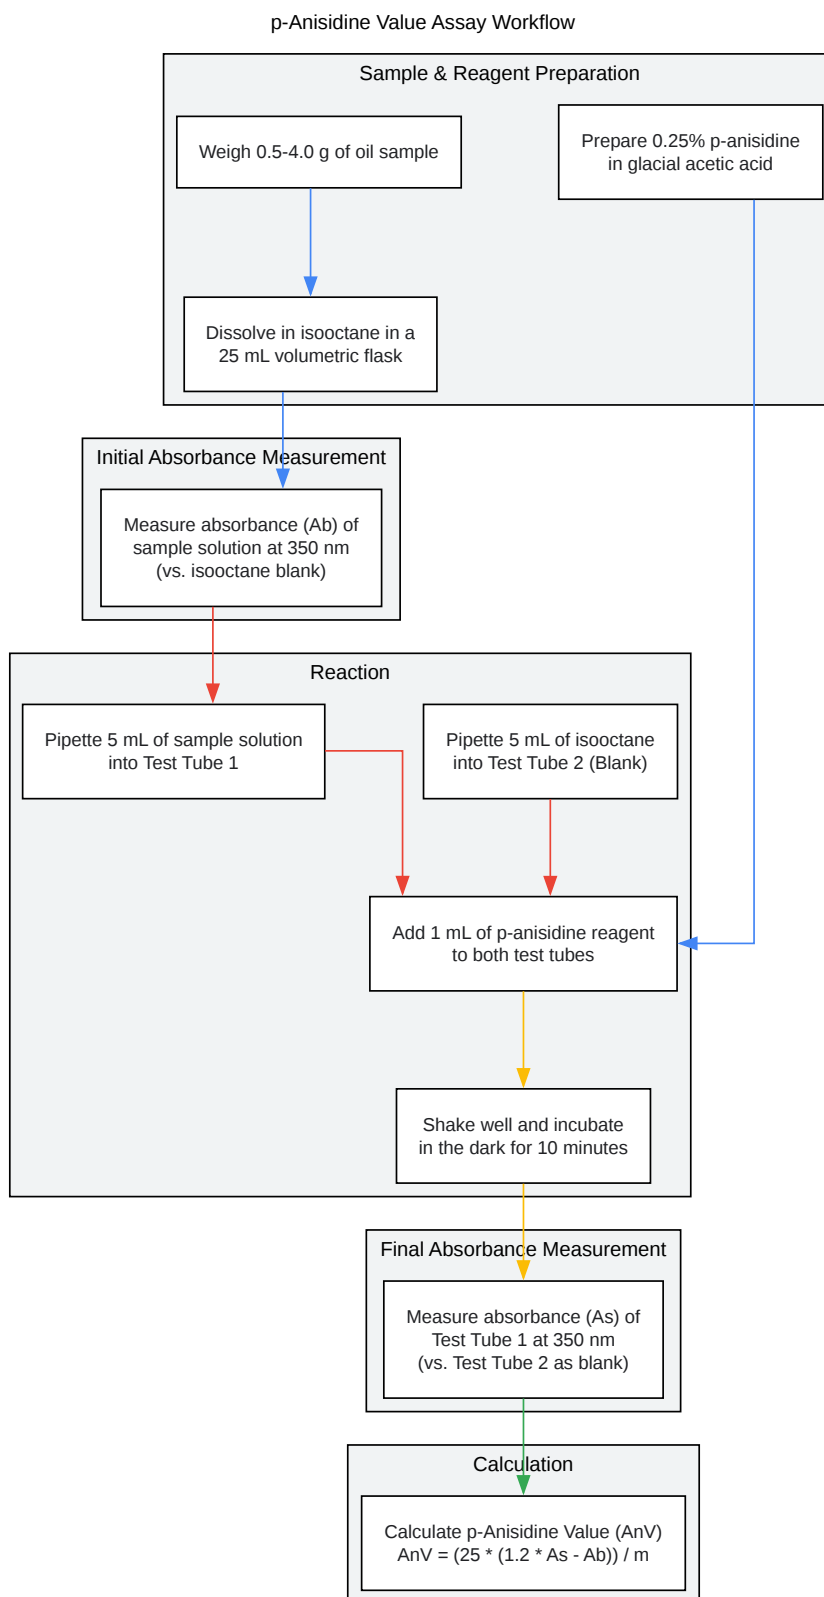 p-Anisidine Value Assay Workflow
Sample & Reagent Preparation
Weigh 0.5-4.0 g of oil sample
Prepare 0.25% p-anisidine
in glacial acetic acid
Dissolve in isooctane in a
25 mL volumetric flask
Initial Absorbance Measurement
Measure absorbance (Ab) of
sample solution at 350 nm
(vs. isooctane blank)
Reaction
Pipette 5 mL of sample solution
into Test Tube 1
Pipette 5 mL of isooctane
into Test Tube 2 (Blank)
Add 1 mL of p-anisidine reagent
to both test tubes
Shake well and incubate
in the dark for 10 minutes
Final Absorbance Measurement
Measure absorbance (As) of
Test Tube 1 at 350 nm
(vs. Test Tube 2 as blank)
Calculation
Calculate p-Anisidine Value (AnV)
AnV = (25 * (1.2 * As - Ab)) / m